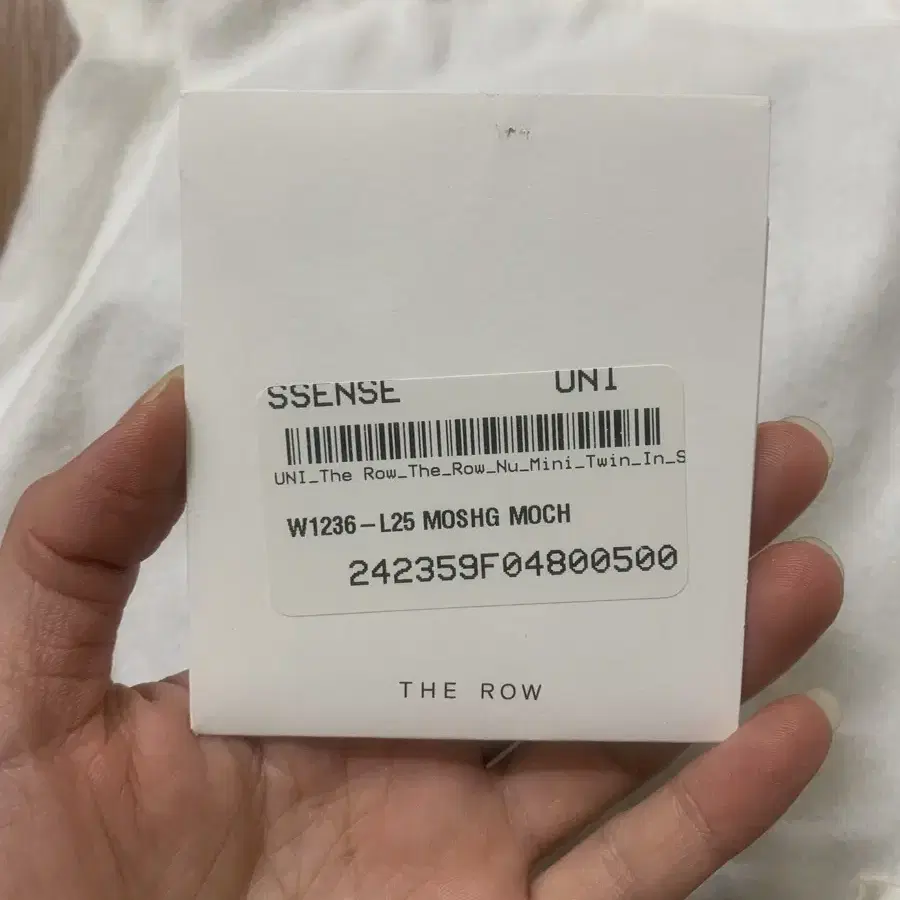 SSENSE UNI
UNI_The Row_The_Row_Nu_Mini_Twin_In_S
W1236-L25 MOSHG MOCH
242359F04800500
THE ROW